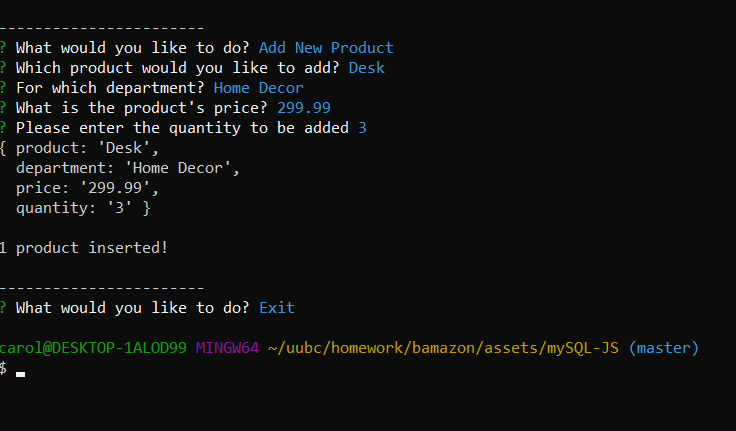 -----------------------
? What would you like to do? Add New Product
? Which product would you like to add? Desk
? For which department? Home Decor
? What is the product's price? 299.99
? Please enter the quantity to be added 3
{ product: 'Desk',
  department: 'Home Decor',
  price: '299.99',
  quantity: '3' }
1 product inserted!
-----------------------
? What would you like to do? Exit
carol@DESKTOP-1ALOD99 MINGW64 ~/uubc/homework/bamazon/assets/mySQL-JS (master)
$